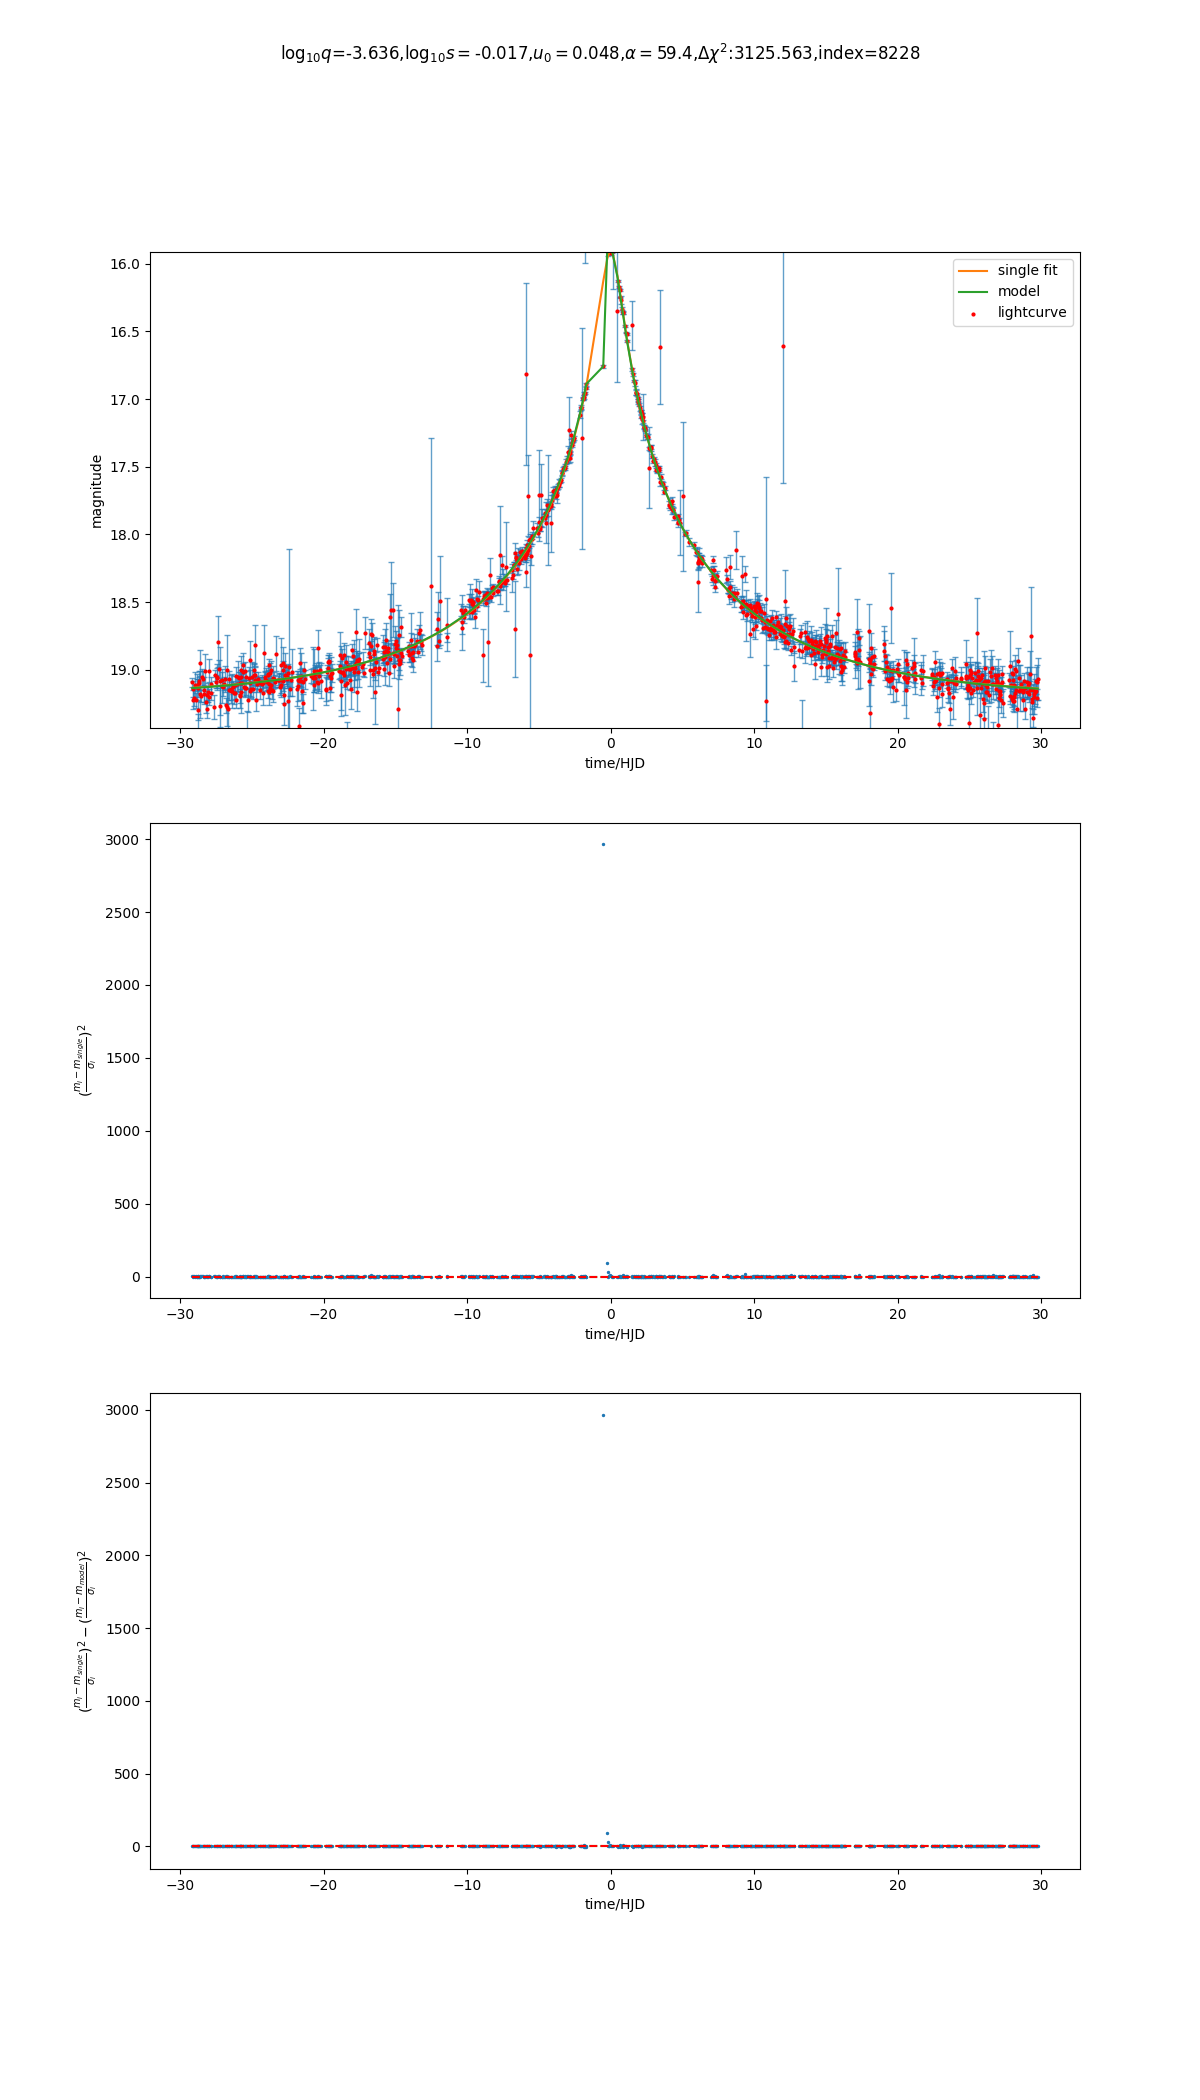 log₁₀q=-3.636,log₁₀s = -0.017,u₀ = 0.048,α = 59.4,Δχ²:3125.563,index=8228
16.0
16.5
17.0
17.5
18.0
18.5
19.0
magnitude
single fit
model
lightcurve
−30 −20 −10 0 10 20 30
time/HJD
3000
2500
2000
1500
1000
500
0
((mᵢ − m_single)/σᵢ)²
−30 −20 −10 0 10 20 30
time/HJD
3000
2500
2000
1500
1000
500
0
((mᵢ − m_single)/σᵢ)² − ((mᵢ − m_model)/σᵢ)²
−30 −20 −10 0 10 20 30
time/HJD